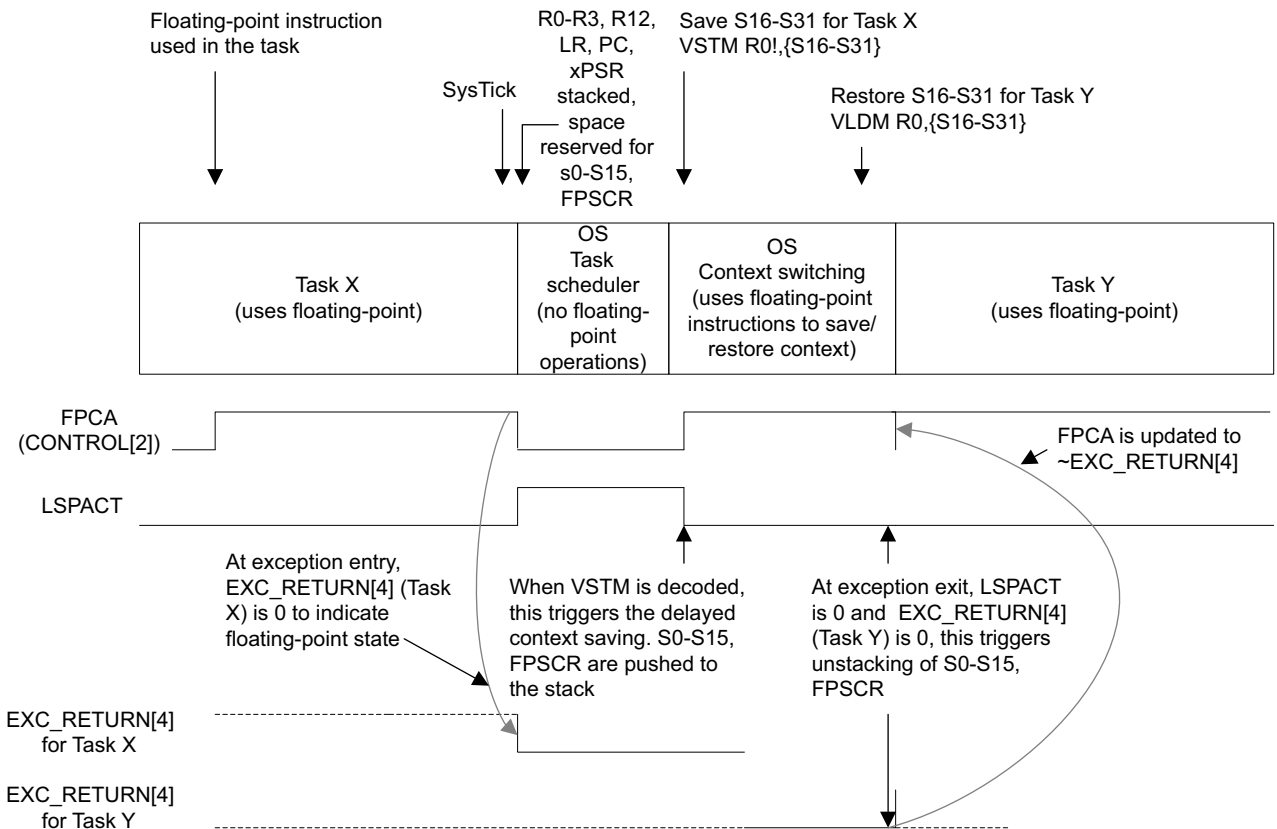 Floating-point instruction
used in the task
SysTick
R0-R3, R12,
LR, PC,
xPSR
stacked,
space
reserved for
s0-S15,
FPSCR
Save S16-S31 for Task X
VSTM R0!,{S16-S31}
Restore S16-S31 for Task Y
VLDM R0,{S16-S31}
Task X
(uses floating-point)
OS
Task
scheduler
(no floating-
point
operations)
OS
Context switching
(uses floating-point
instructions to save/
restore context)
Task Y
(uses floating-point)
FPCA
(CONTROL[2])
FPCA is updated to
~EXC_RETURN[4]
LSPACT
At exception entry,
EXC_RETURN[4] (Task
X) is 0 to indicate
floating-point state
When VSTM is decoded,
this triggers the delayed
context saving. S0-S15,
FPSCR are pushed to
the stack
At exception exit, LSPACT
is 0 and EXC_RETURN[4]
(Task Y) is 0, this triggers
unstacking of S0-S15,
FPSCR
EXC_RETURN[4]
for Task X
EXC_RETURN[4]
for Task Y